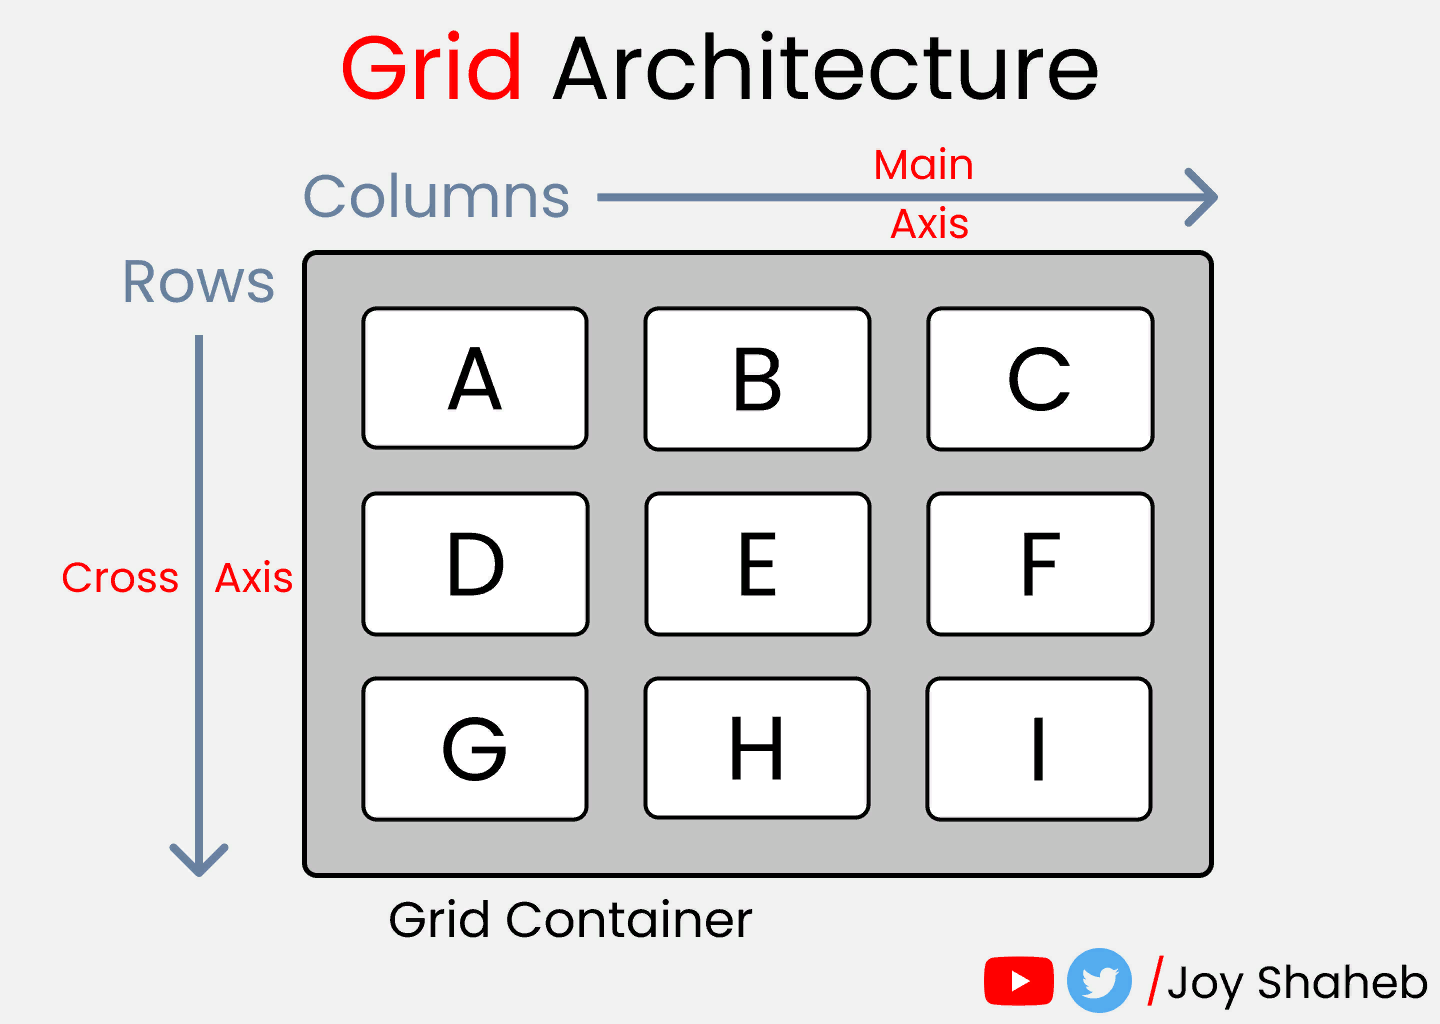 Grid Architecture
Main
Columns
Axis
Rows
A B C
D E F
Cross Axis
G H I
Grid Container
/Joy Shaheb